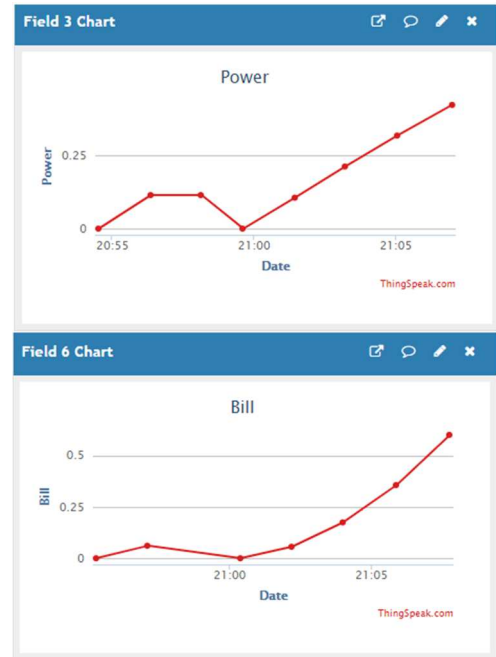 Field 3 Chart
Power
Power
0.25
0
20:55 21:00 21:05
Date
ThingSpeak.com
Field 6 Chart
Bill
Bill
0.5
0.25
0
21:00 21:05
Date
ThingSpeak.com